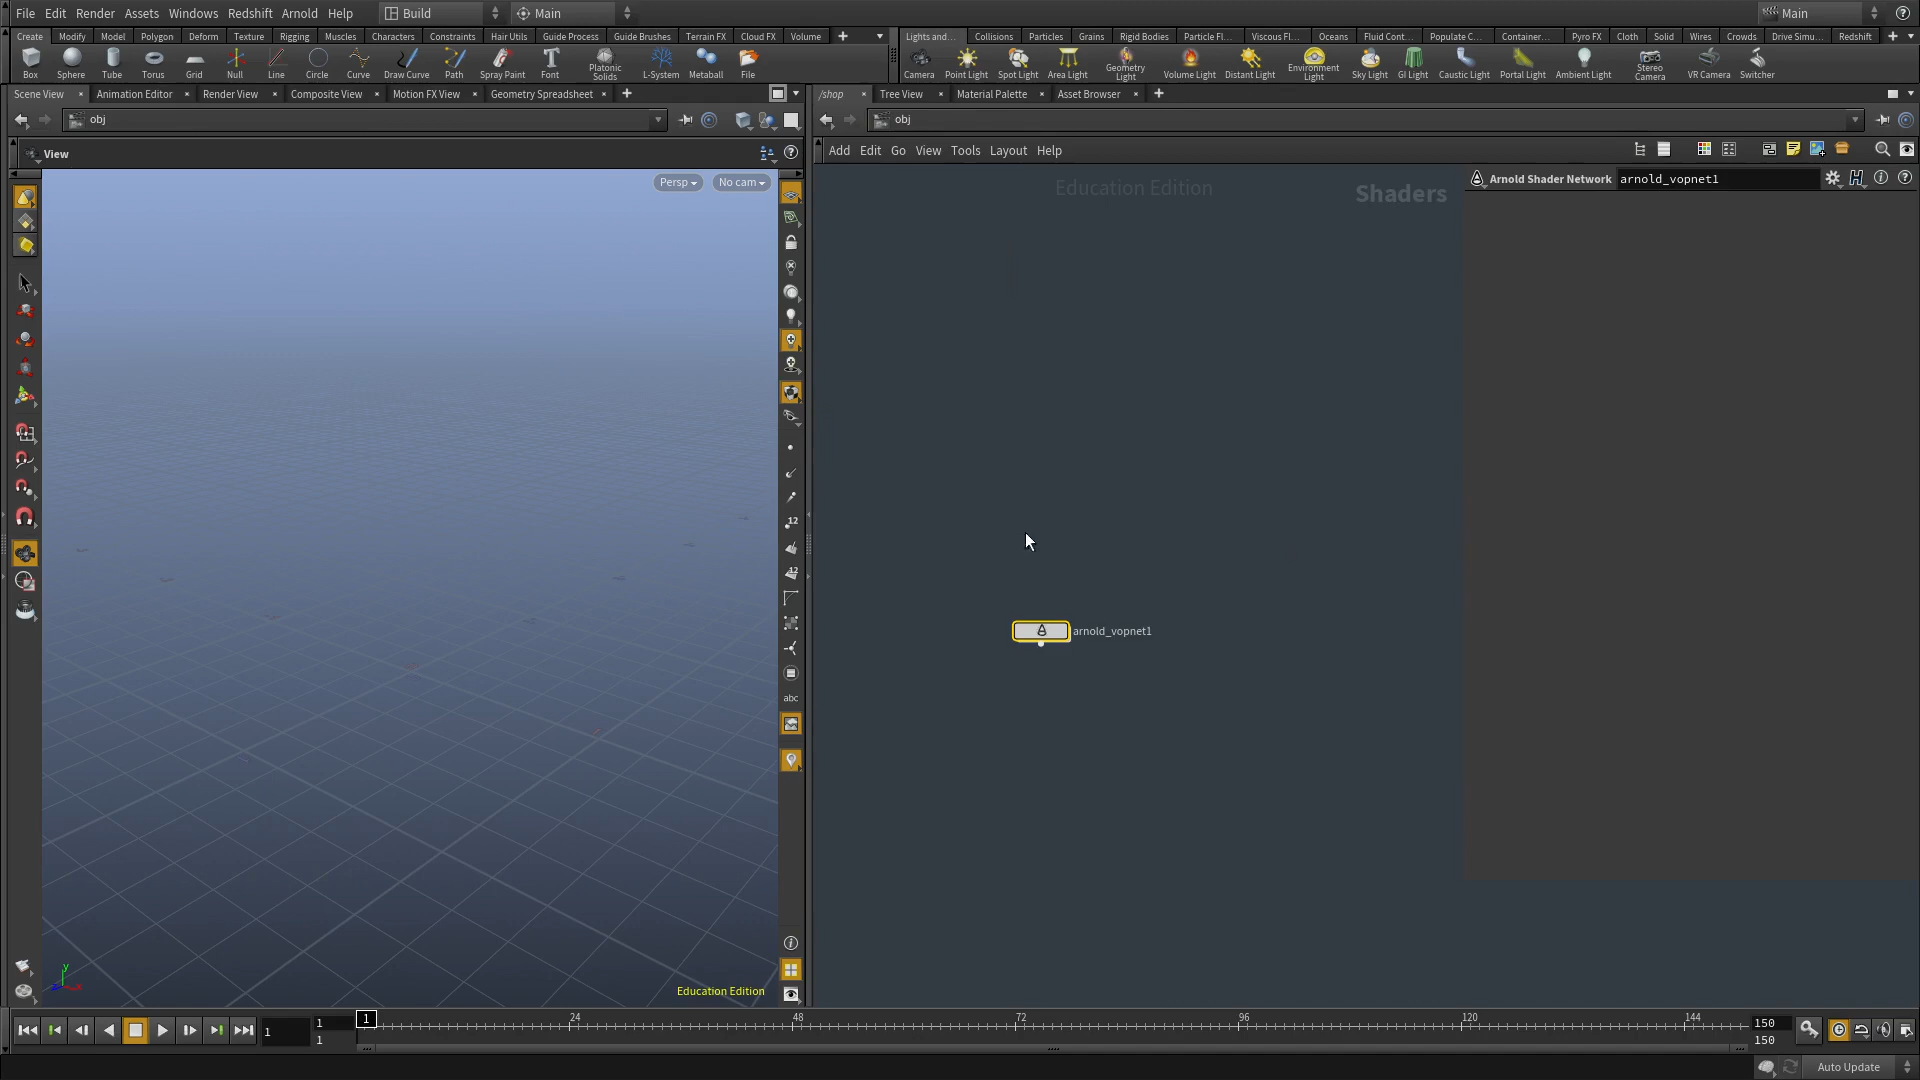 File Edit Render Assets Windows Redshift Arnold Help Build Main Main
Create Modify Model Polygon Deform Texture Rigging Muscles Characters Constraints Hair Utils Guide Process Guide Brushes Terrain FX Cloud FX Volume
Lights and... Collisions Particles Grains Rigid Bodies Particle Fl... Viscous Fl... Oceans Fluid Cont... Populate C... Container... Pyro FX Cloth Solid Wires Crowds Drive Simu... Redshift
Box Sphere Tube Torus Grid Null Line Circle Curve Draw Curve Path Spray Paint Font Platonic Solids L-System Metaball File
Camera Point Light Spot Light Area Light Geometry Light Volume Light Distant Light Environment Light Sky Light GI Light Caustic Light Portal Light Ambient Light Stereo Camera VR Camera Switcher
Scene View Animation Editor Render View Composite View Motion FX View Geometry Spreadsheet
/shop Tree View Material Palette Asset Browser
obj
obj
View
Add Edit Go View Tools Layout Help
Persp No cam
Education Edition
Shaders
Arnold Shader Network arnold_vopnet1
12
12
abc
arnold_vopnet1
y
x
Education Edition
1
1
1
1 24 48 72 96 120 144
150
150
Auto Update